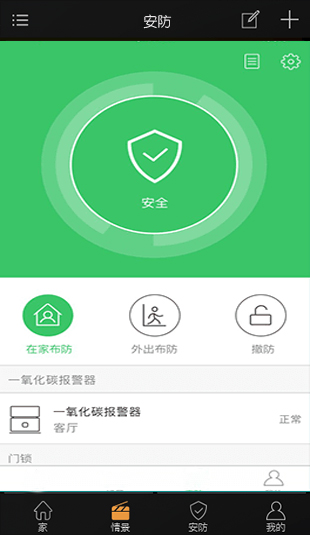 安防
安全
在家布防 外出布防 撤防
一氧化碳报警器
一氧化碳报警器
客厅
正常
门锁
家 情景 安防 我的